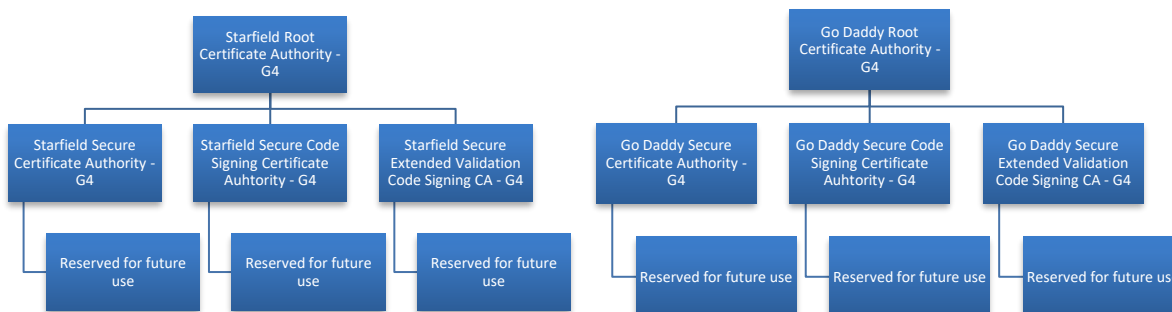 Starfield Root
Certificate Authority -
G4
Go Daddy Root
Certificate Authority -
G4
Starfield Secure
Certificate Authority -
G4
Starfield Secure Code
Signing Certificate
Auhtority - G4
Starfield Secure
Extended Validation
Code Signing CA - G4
Go Daddy Secure
Certificate Authority -
G4
Go Daddy Secure Code
Signing Certificate
Auhtority - G4
Go Daddy Secure
Extended Validation
Code Signing CA - G4
Reserved for future
use
Reserved for future
use
Reserved for future
use
Reserved for future use
Reserved for future use
Reserved for future us